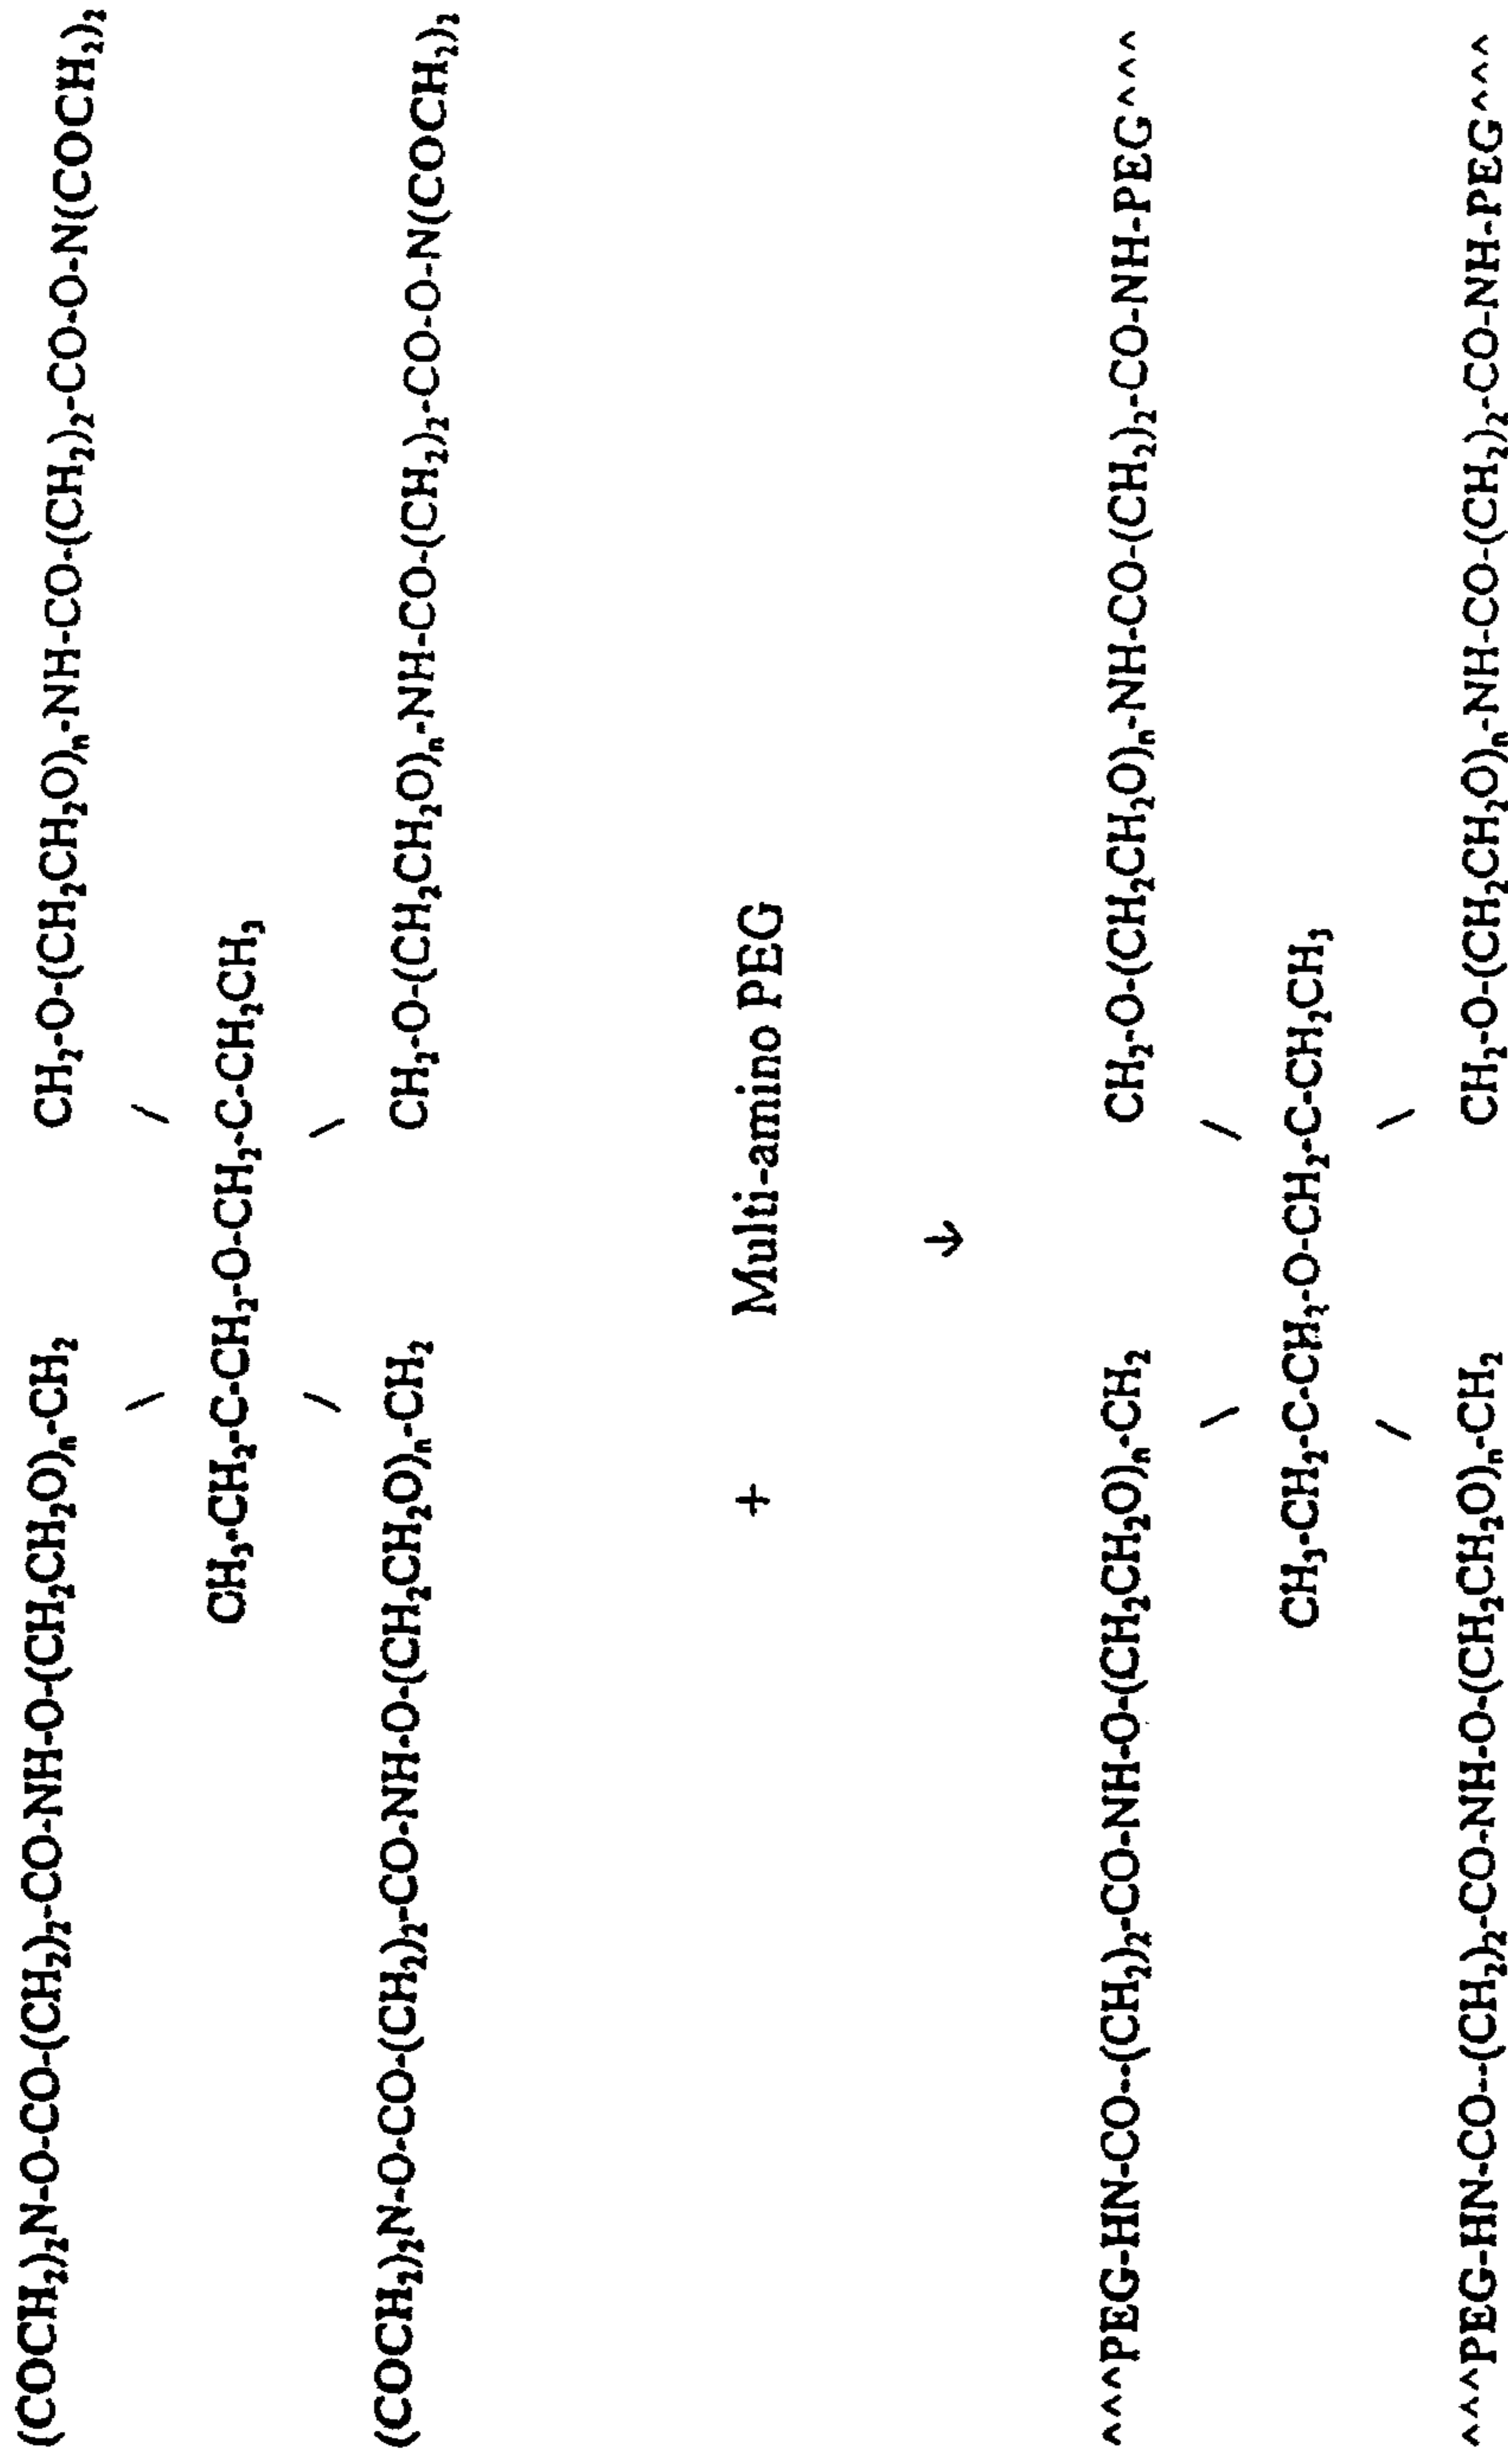 (COCH₂)₂N-O-CO-(CH₂)₂-CO-NH-O-(CH₂CH₂O)ₙ-CH₂ CH₂-O-(CH₂CH₂O)ₙ-NH-CO-(CH₂)₂-CO-O-N(COCH₂)₂
\ /
CH₃-CH₂-C-CH₂-O-CH₂-C-CH₂CH₃
/ \
(COCH₂)₂N-O-CO-(CH₂)₂-CO-NH-O-(CH₂CH₂O)ₙ-CH₂ CH₂-O-(CH₂CH₂O)ₙ-NH-CO-(CH₂)₂-CO-O-N(COCH₂)₂
+ Multi-amino PEG
↓
^^^PEG-HN-CO--(CH₂)₂-CO-NH-O-(CH₂CH₂O)ₙ-CH₂ CH₂-O-(CH₂CH₂O)ₙ-NH-CO-(CH₂)₂-CO-NH-PEG^^^
\ /
CH₃-CH₂-C-CH₂-O-CH₂-C-CH₂CH₃
/ \
^^^PEG-HN-CO--(CH₂)₂-CO-NH-O-(CH₂CH₂O)ₙ-CH₂ CH₂-O-(CH₂CH₂O)ₙ-NH-CO-(CH₂)₂-CO-NH-PEG^^^